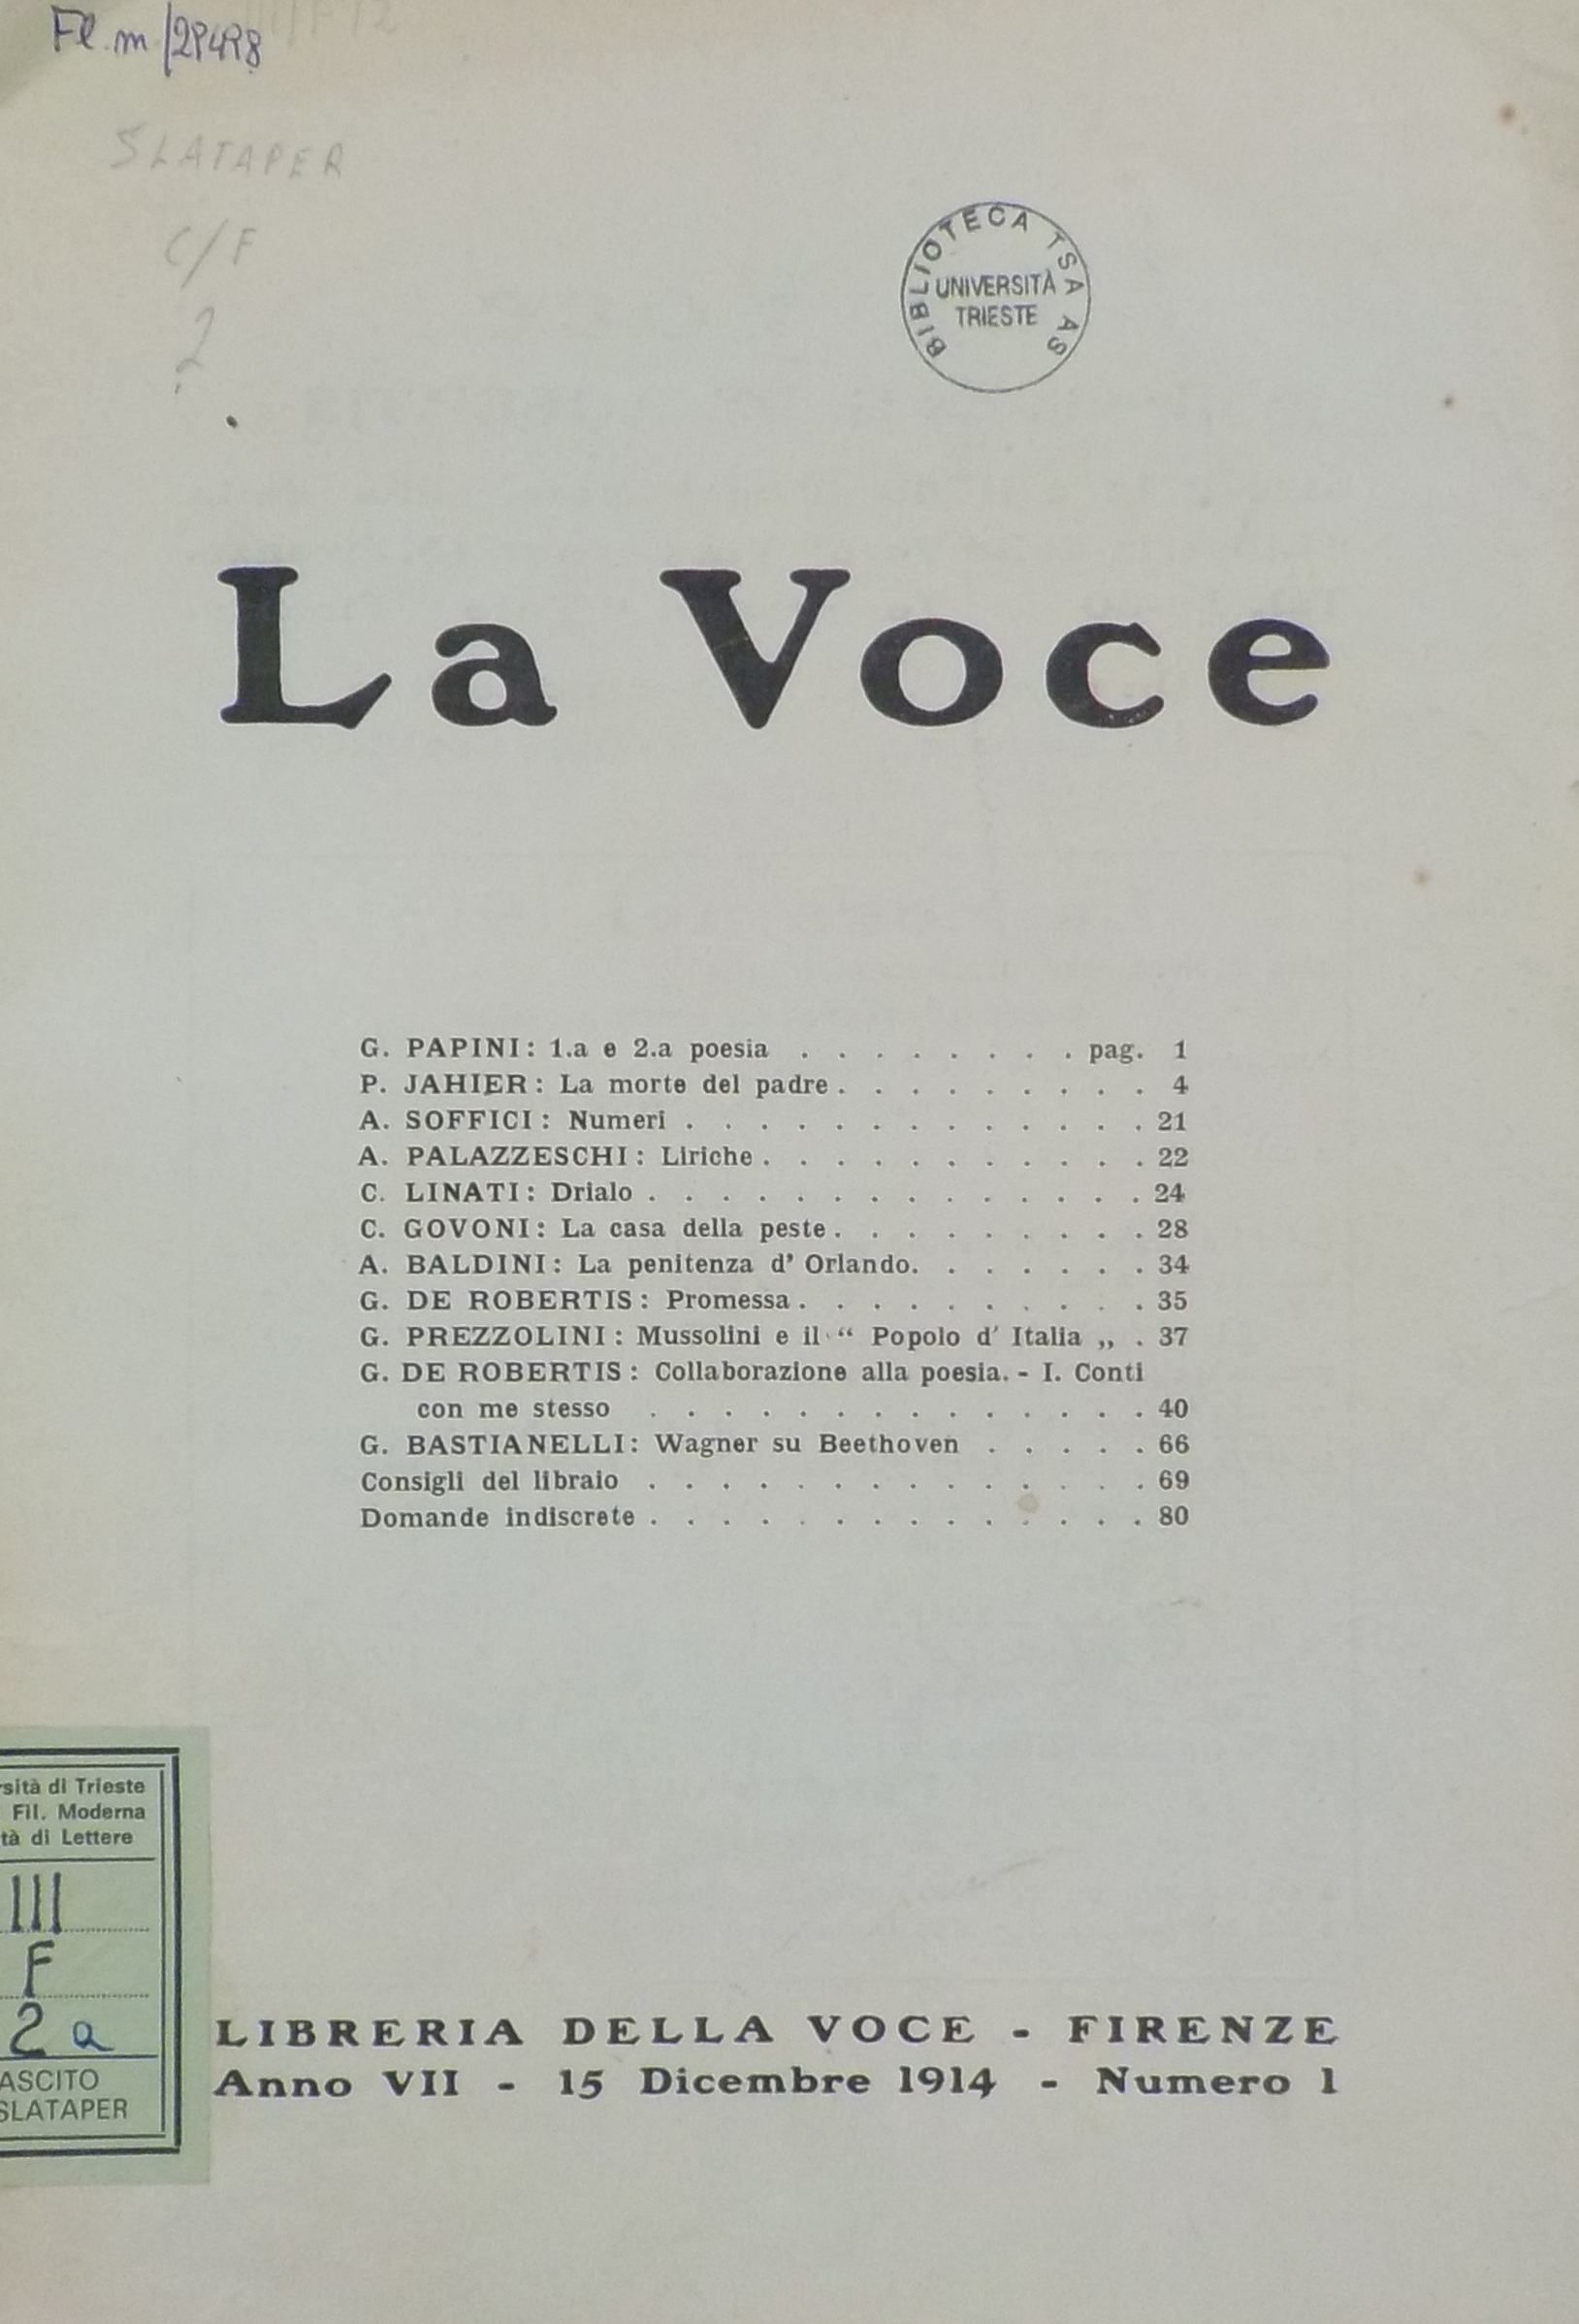 Fl. m/29498
SLATAPER
C/F
2
BIBLIOTECA TSA AS
UNIVERSITÀ
TRIESTE
La Voce
G. PAPINI: 1.a e 2.a poesia . . . . . . . . pag. 1
P. JAHIER: La morte del padre . . . . . . . . . 4
A. SOFFICI: Numeri . . . . . . . . . . . . . 21
A. PALAZZESCHI: Liriche . . . . . . . . . . . 22
C. LINATI: Drialo . . . . . . . . . . . . . . 24
C. GOVONI: La casa della peste . . . . . . . . . 28
A. BALDINI: La penitenza d' Orlando. . . . . . . 34
G. DE ROBERTIS: Promessa . . . . . . . . . . 35
G. PREZZOLINI: Mussolini e il “ Popolo d' Italia „ . 37
G. DE ROBERTIS: Collaborazione alla poesia. - I. Conti
con me stesso . . . . . . . . . . . . . . 40
G. BASTIANELLI: Wagner su Beethoven . . . . . 66
Consigli del libraio . . . . . . . . . . . . . . 69
Domande indiscrete . . . . . . . . . . . . . . 80
rsità di Trieste
Fil. Moderna
tà di Lettere
III
F
2 a
ASCITO
SLATAPER
LIBRERIA DELLA VOCE - FIRENZE
Anno VII - 15 Dicembre 1914 - Numero 1